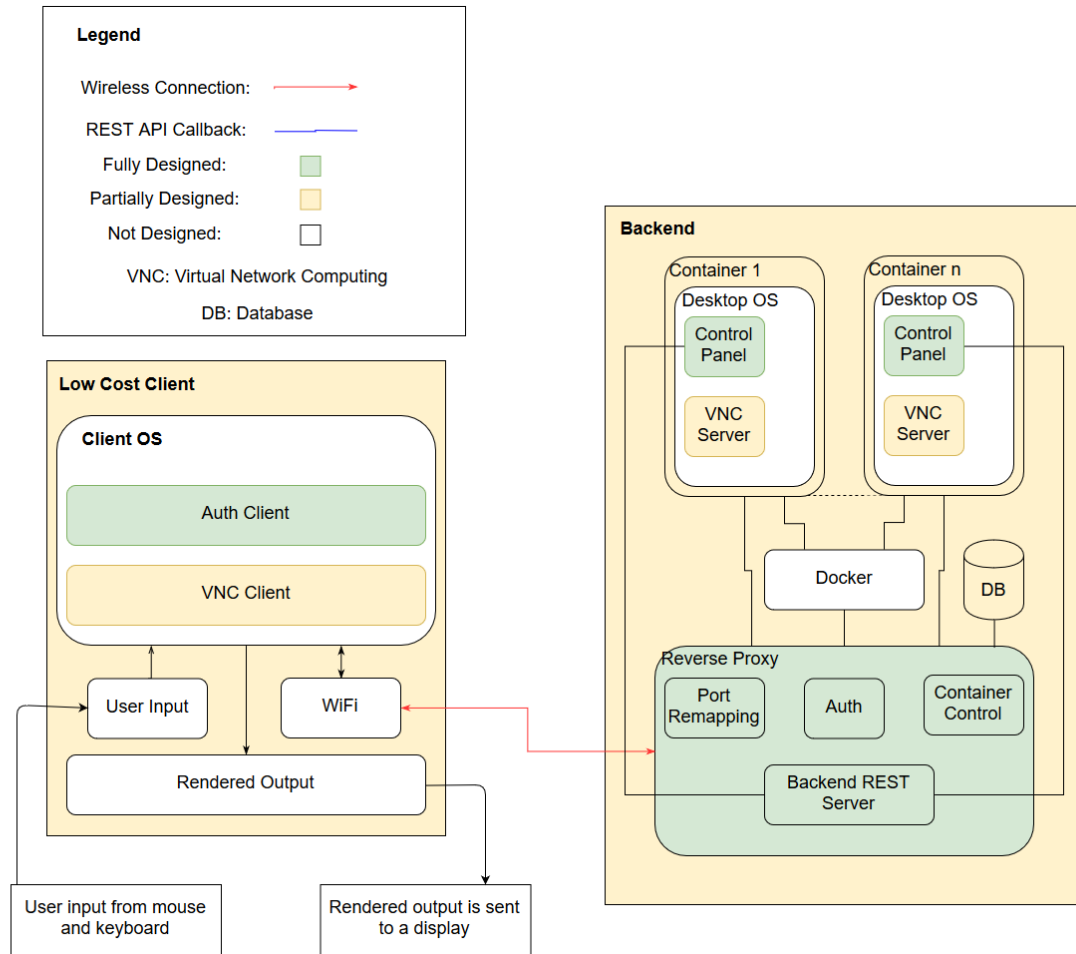 Legend
Wireless Connection:
REST API Callback:
Fully Designed:
Partially Designed:
Not Designed:
VNC: Virtual Network Computing
DB: Database
Low Cost Client
Client OS
Auth Client
VNC Client
User Input
WiFi
Rendered Output
User input from mouse
and keyboard
Rendered output is sent
to a display
Backend
Container 1
Desktop OS
Control
Panel
VNC
Server
Container n
Desktop OS
Control
Panel
VNC
Server
Docker
DB
Reverse Proxy
Port
Remapping
Auth
Container
Control
Backend REST
Server